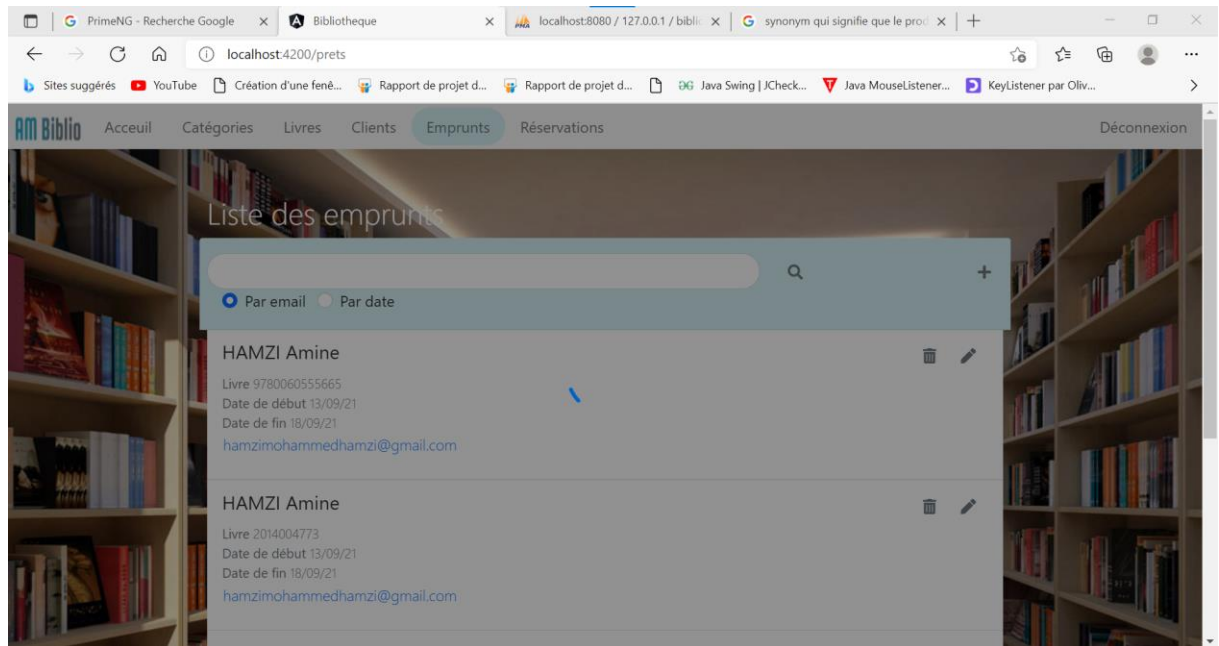 PrimeNG - Recherche Google
Bibliotheque
localhost:8080 / 127.0.0.1 / biblic
synonym qui signifie que le prod
localhost:4200/prets
Sites suggérés
YouTube
Création d'une fenê...
Rapport de projet d...
Rapport de projet d...
Java Swing | JCheck...
Java MouseListener...
KeyListener par Oliv...
AM Biblio
Acceuil
Catégories
Livres
Clients
Emprunts
Réservations
Déconnexion
Liste des emprunts
Par email
Par date
HAMZI Amine
Livre 9780060555665
Date de début 13/09/21
Date de fin 18/09/21
hamzimohammedhamzi@gmail.com
HAMZI Amine
Livre 2014004773
Date de début 13/09/21
Date de fin 18/09/21
hamzimohammedhamzi@gmail.com